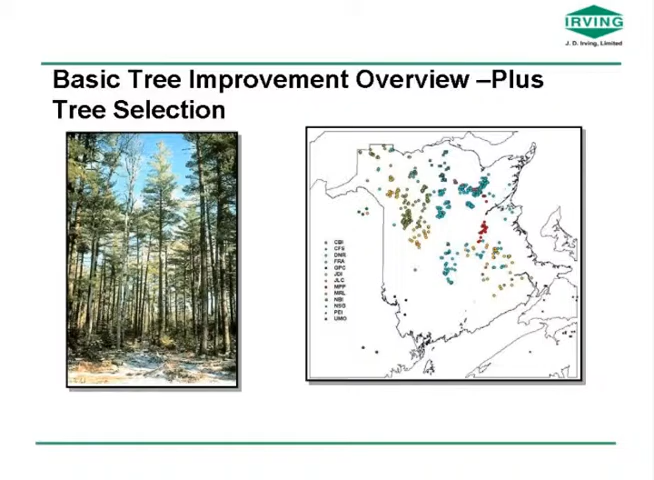 IRVING
J. D. Irving, Limited
Basic Tree Improvement Overview –Plus
Tree Selection
CBI
CFS
DNR
FRA
GPC
JDI
JLC
MPP
NRL
NBI
NSG
PEI
UMO